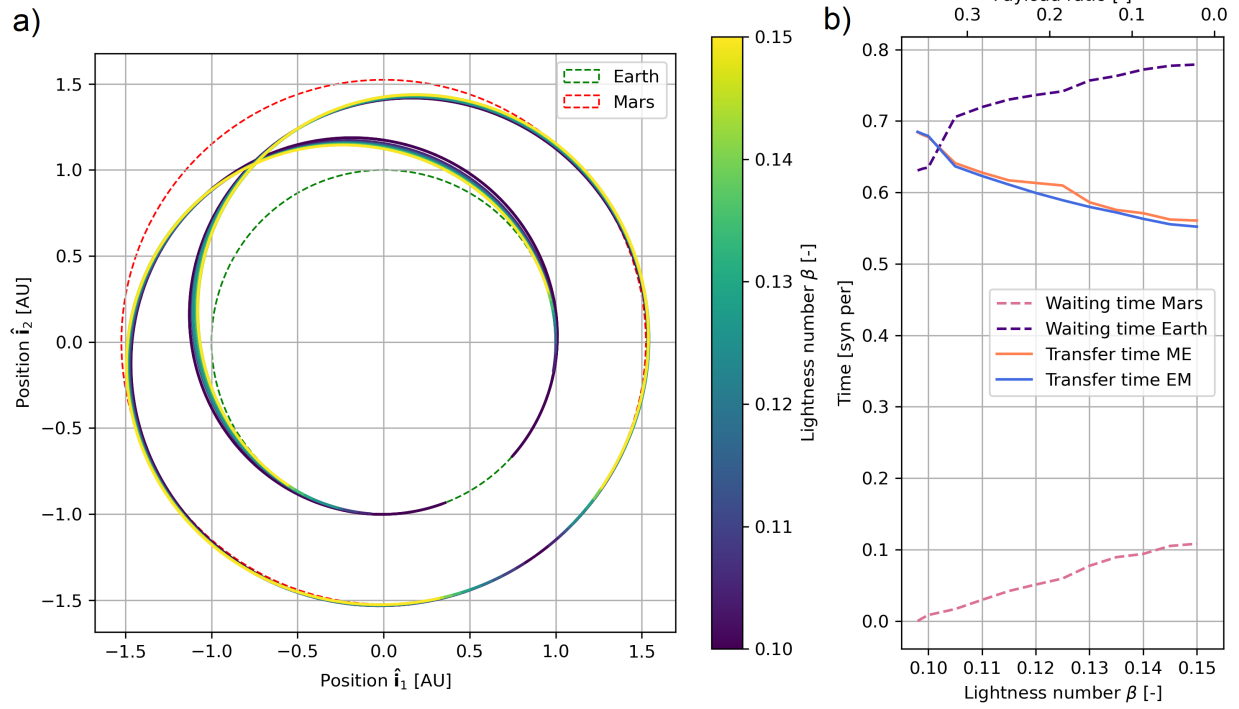 a)
Earth
Mars
1.5
1.0
0.5
0.0
−0.5
−1.0
−1.5
−1.5
−1.0
−0.5
0.0
0.5
1.0
1.5
Position î₂ [AU]
Position î₁ [AU]
0.15
0.14
0.13
0.12
0.11
0.10
Lightness number β [-]
b)
Payload ratio [-]
0.3
0.2
0.1
0.0
0.8
0.7
0.6
0.5
0.4
0.3
0.2
0.1
0.0
Time [syn per]
Waiting time Mars
Waiting time Earth
Transfer time ME
Transfer time EM
0.10
0.11
0.12
0.13
0.14
0.15
Lightness number β [-]